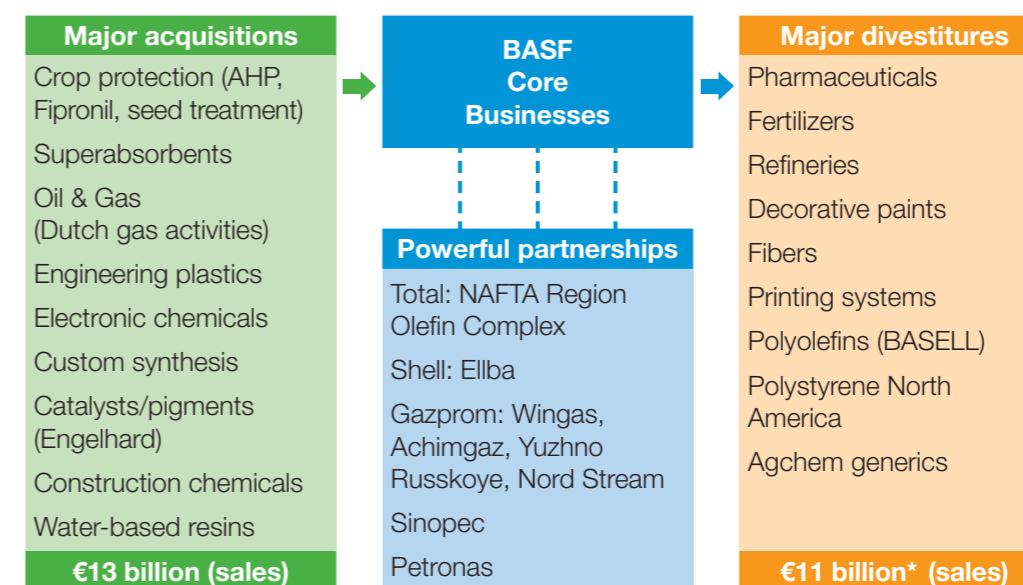 Major acquisitions
Crop protection (AHP,
Fipronil, seed treatment)
Superabsorbents
Oil & Gas
(Dutch gas activities)
Engineering plastics
Electronic chemicals
Custom synthesis
Catalysts/pigments
(Engelhard)
Construction chemicals
Water-based resins
€13 billion (sales)
BASF
Core
Businesses
Powerful partnerships
Total: NAFTA Region
Olefin Complex
Shell: Ellba
Gazprom: Wingas,
Achimgaz, Yuzhno
Russkoye, Nord Stream
Sinopec
Petronas
Major divestitures
Pharmaceuticals
Fertilizers
Refineries
Decorative paints
Fibers
Printing systems
Polyolefins (BASELL)
Polystyrene North
America
Agchem generics
€11 billion* (sales)